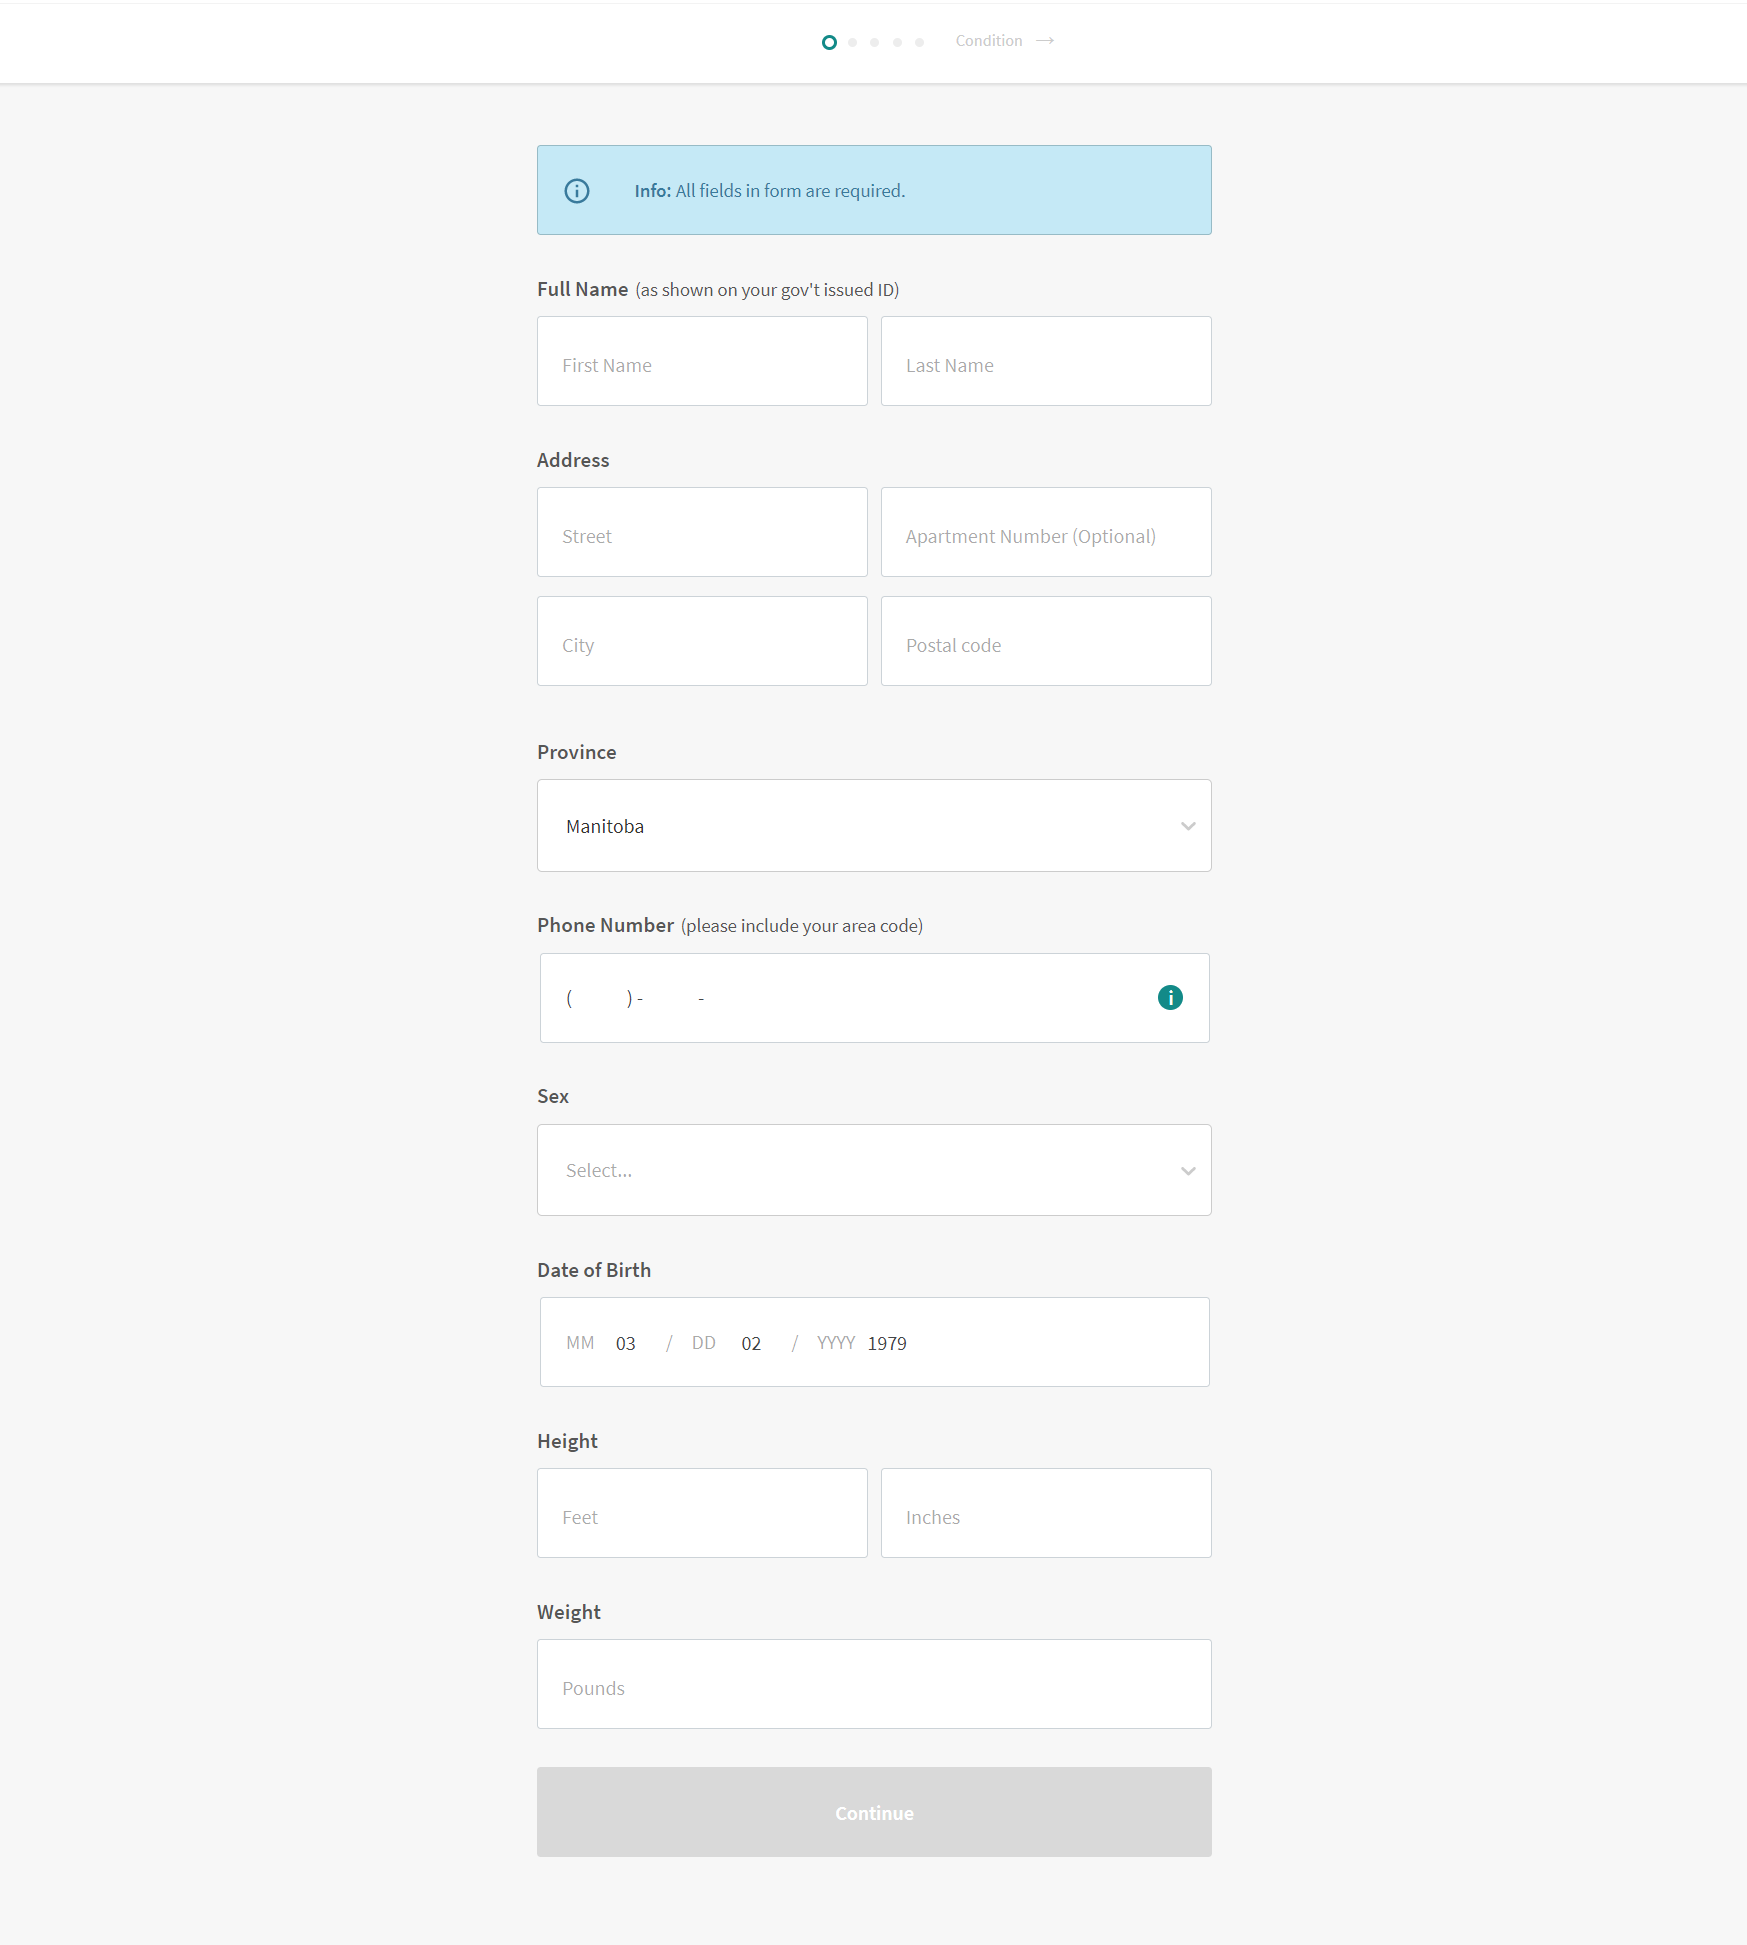 Condition →
Info: All fields in form are required.
Full Name (as shown on your gov't issued ID)
First Name Last Name
Address
Street Apartment Number (Optional)
City Postal code
Province
Manitoba
Phone Number (please include your area code)
( ) - -
Sex
Select...
Date of Birth
MM 03 / DD 02 / YYYY 1979
Height
Feet Inches
Weight
Pounds
Continue